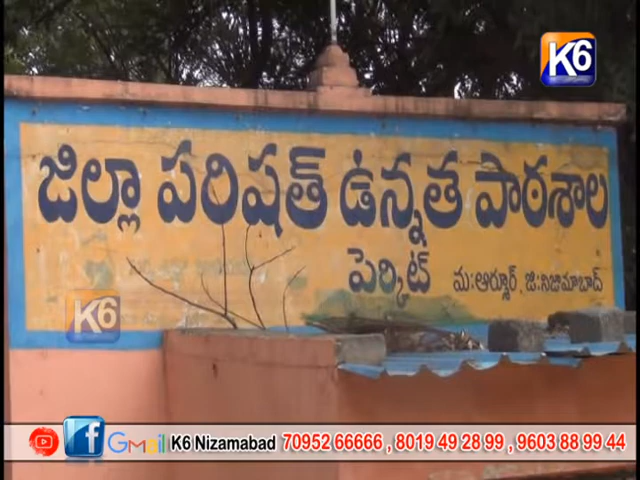 K6
జిల్లా పరిషత్ ఉన్నత పాఠశాల
పెర్కిట్ మ:ఆర్మూర్, జి:నిజామాబాద్
K6
f Gmail K6 Nizamabad 70952 66666 , 8019 49 28 99 , 9603 88 99 44